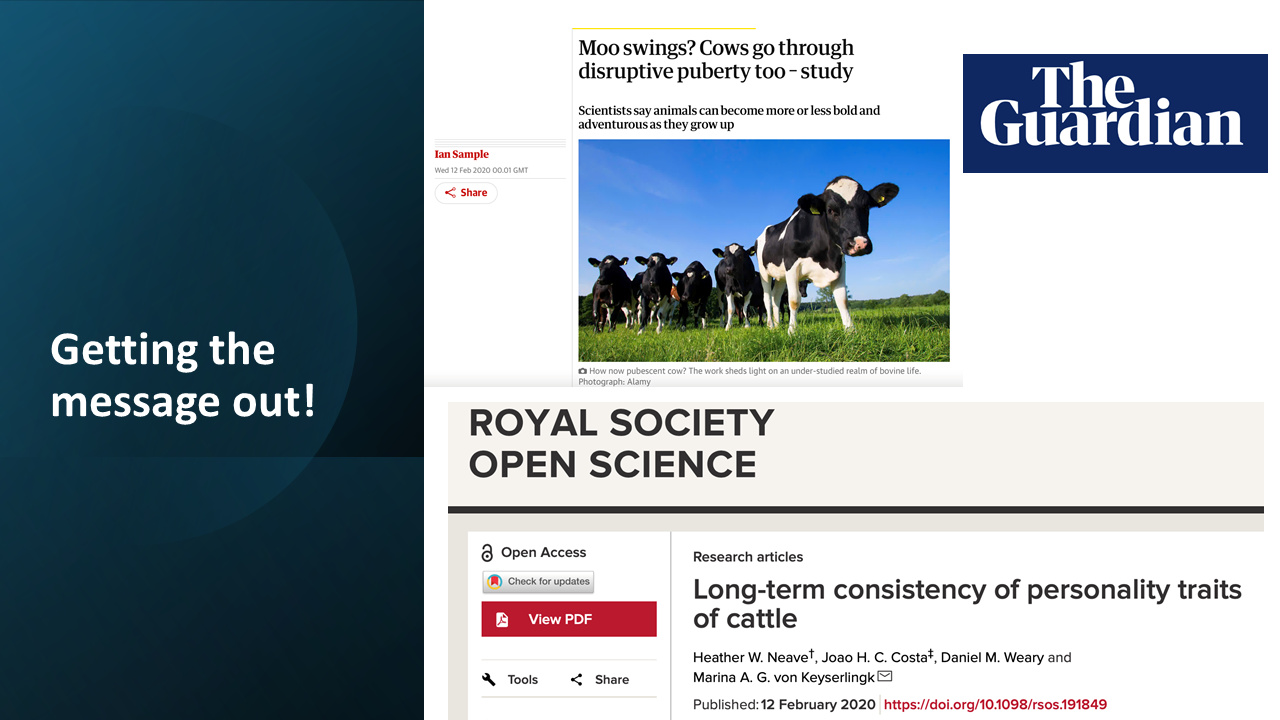 Getting the
message out!
Moo swings? Cows go through
disruptive puberty too – study
Scientists say animals can become more or less bold and
adventurous as they grow up
Ian Sample
Wed 12 Feb 2020 00.01 GMT
Share
How now pubescent cow? The work sheds light on an under-studied realm of bovine life.
Photograph: Alamy
The
Guardian
ROYAL SOCIETY
OPEN SCIENCE
Open Access
Check for updates
View PDF
Tools Share
Research articles
Long-term consistency of personality traits
of cattle
Heather W. Neave†, Joao H. C. Costa‡, Daniel M. Weary and
Marina A. G. von Keyserlingk
Published: 12 February 2020 https://doi.org/10.1098/rsos.191849